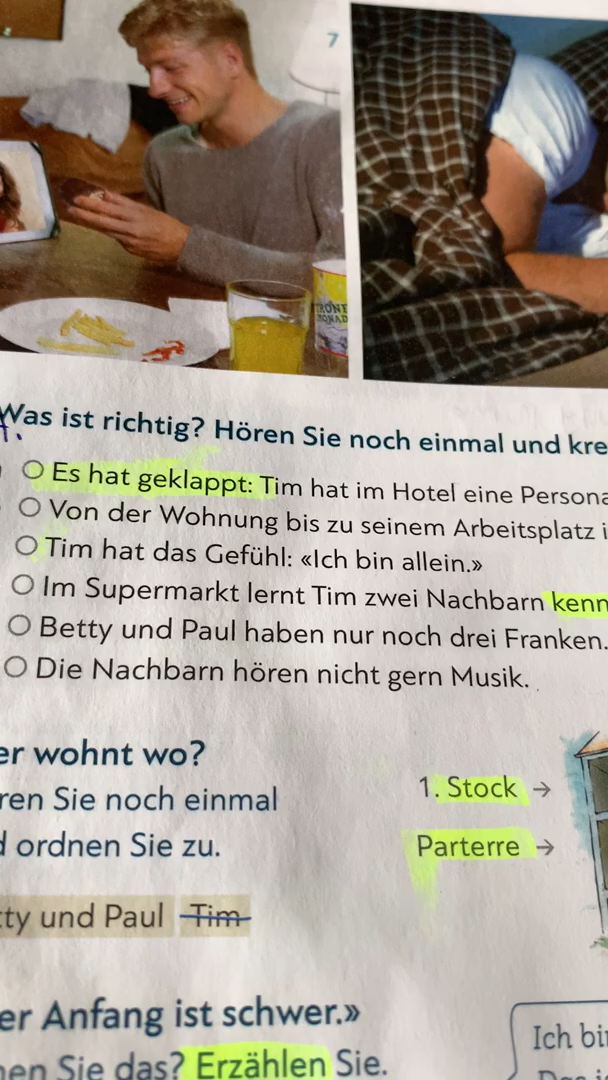 7
Was ist richtig? Hören Sie noch einmal und kre
Es hat geklappt: Tim hat im Hotel eine Persona
Von der Wohnung bis zu seinem Arbeitsplatz i
Tim hat das Gefühl: «Ich bin allein.»
Im Supermarkt lernt Tim zwei Nachbarn kenn
Betty und Paul haben nur noch drei Franken.
Die Nachbarn hören nicht gern Musik.
er wohnt wo?
ren Sie noch einmal
d ordnen Sie zu.
1. Stock →
Parterre →
tty und Paul Tim
er Anfang ist schwer.»
nen Sie das? Erzählen Sie.
Ich bi